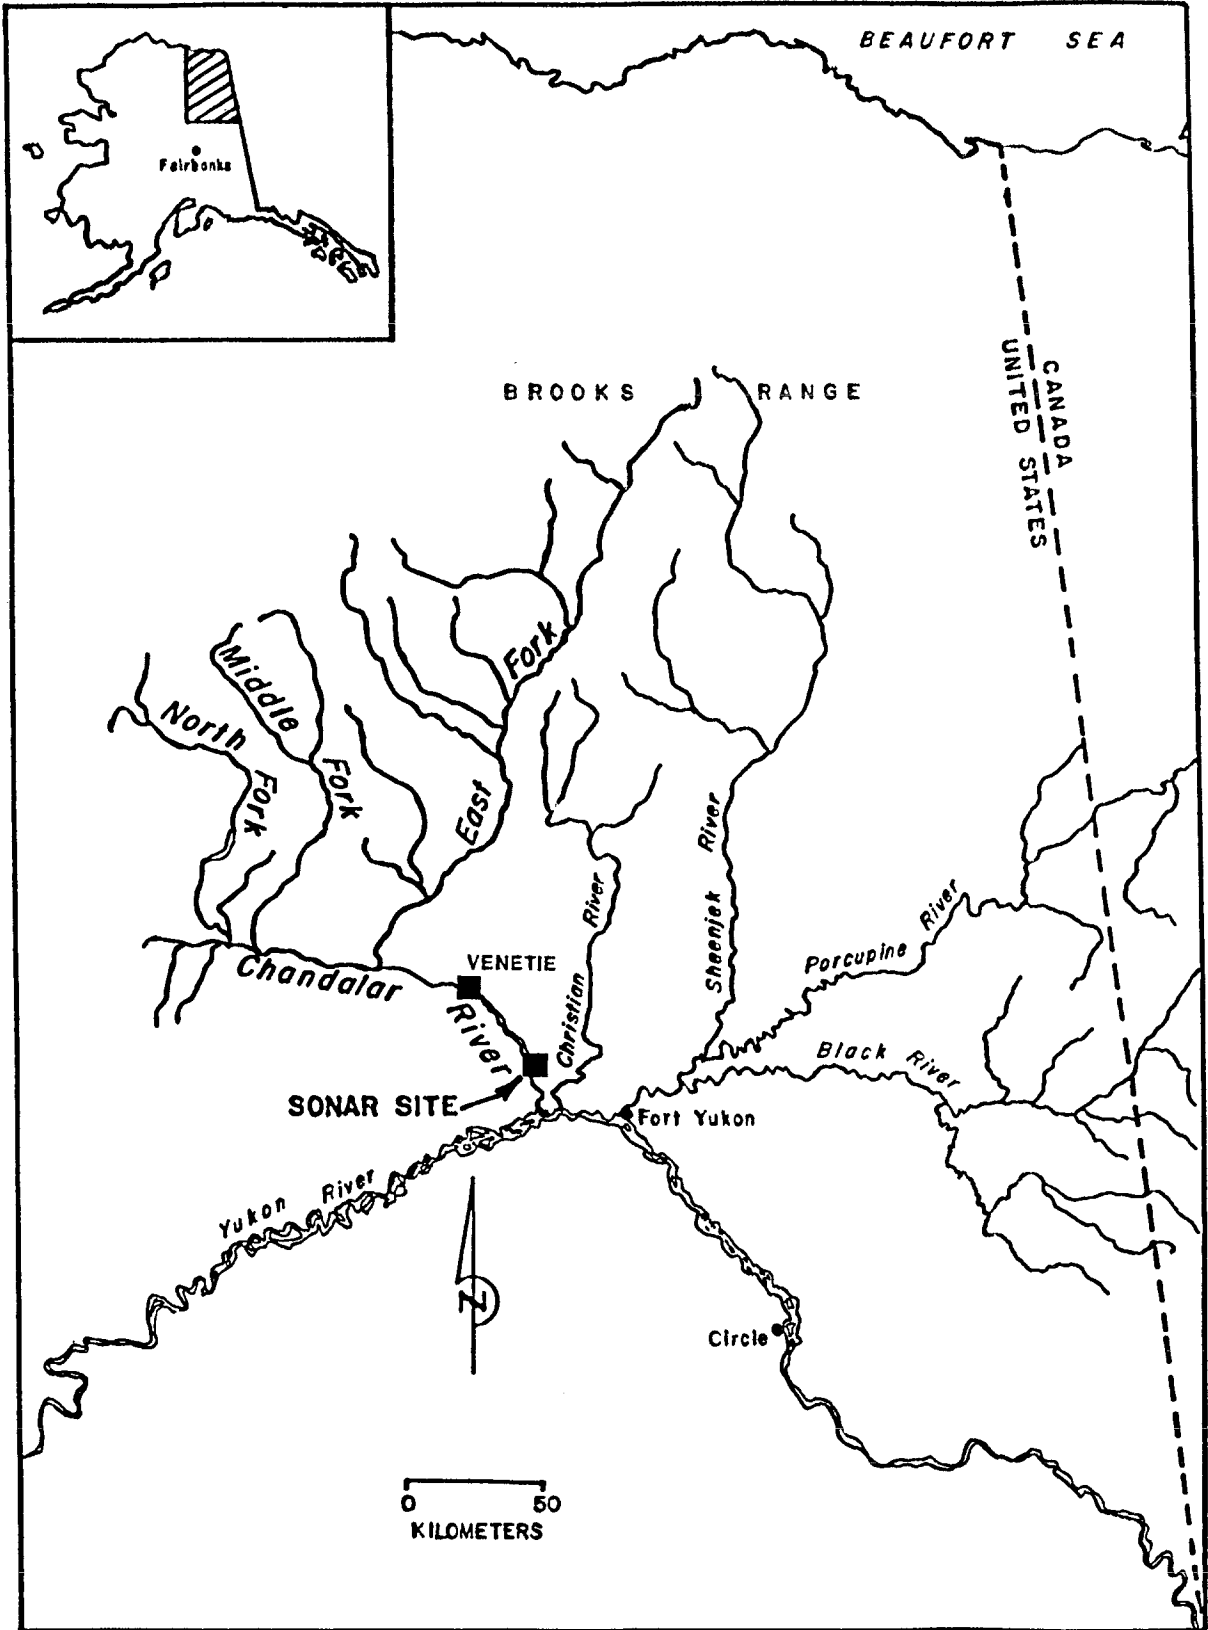 BEAUFORT SEA
Fairbanks
CANADA
UNITED STATES
BROOKS RANGE
Fork
East
Middle
Fork
North
Fork
River
Christian
River
Sheenjek
River
Porcupine
VENETIE
Chandalar
River
Black River
SONAR SITE
Fort Yukon
Yukon River
N
Circle
0 50
KILOMETERS